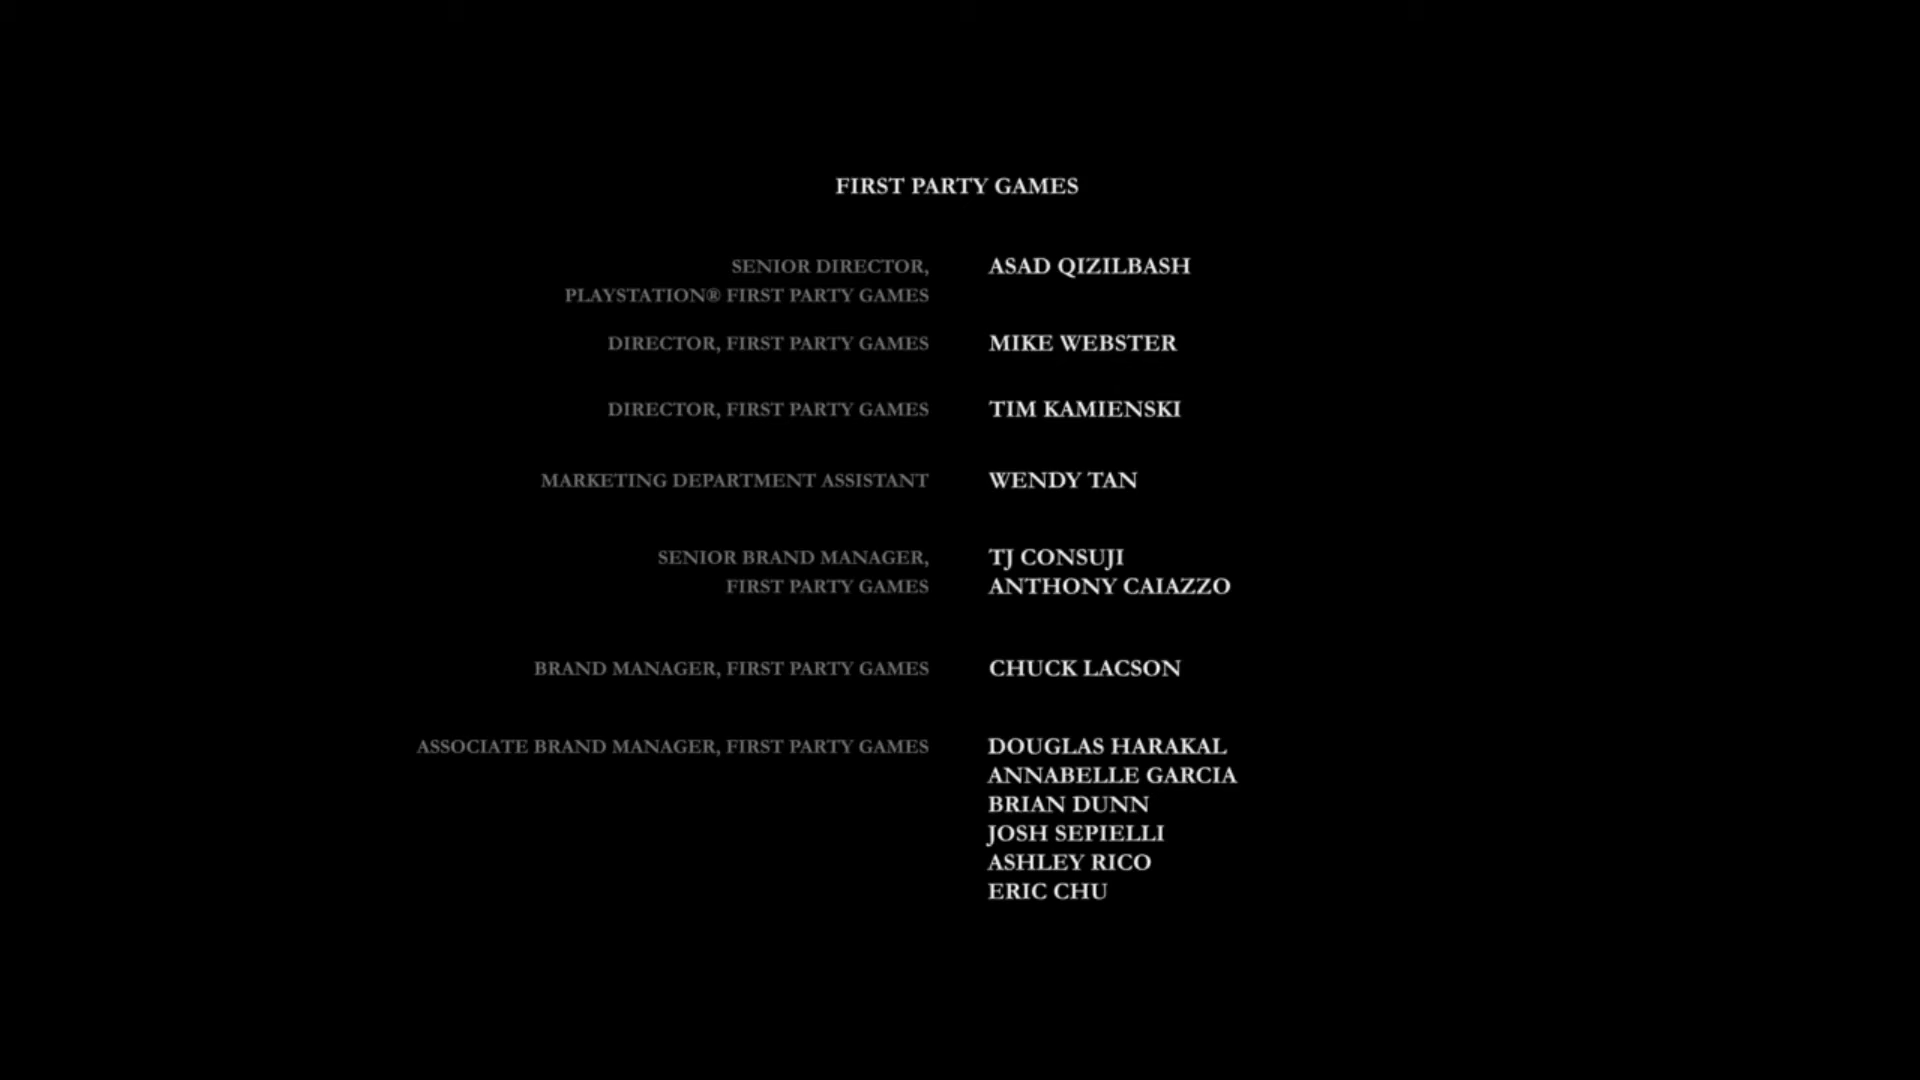 FIRST PARTY GAMES
SENIOR DIRECTOR, ASAD QIZILBASH
PLAYSTATION® FIRST PARTY GAMES
DIRECTOR, FIRST PARTY GAMES MIKE WEBSTER
DIRECTOR, FIRST PARTY GAMES TIM KAMIENSKI
MARKETING DEPARTMENT ASSISTANT WENDY TAN
SENIOR BRAND MANAGER, TJ CONSUJI
FIRST PARTY GAMES ANTHONY CAIAZZO
BRAND MANAGER, FIRST PARTY GAMES CHUCK LACSON
ASSOCIATE BRAND MANAGER, FIRST PARTY GAMES DOUGLAS HARAKAL
ANNABELLE GARCIA
BRIAN DUNN
JOSH SEPIELLI
ASHLEY RICO
ERIC CHU